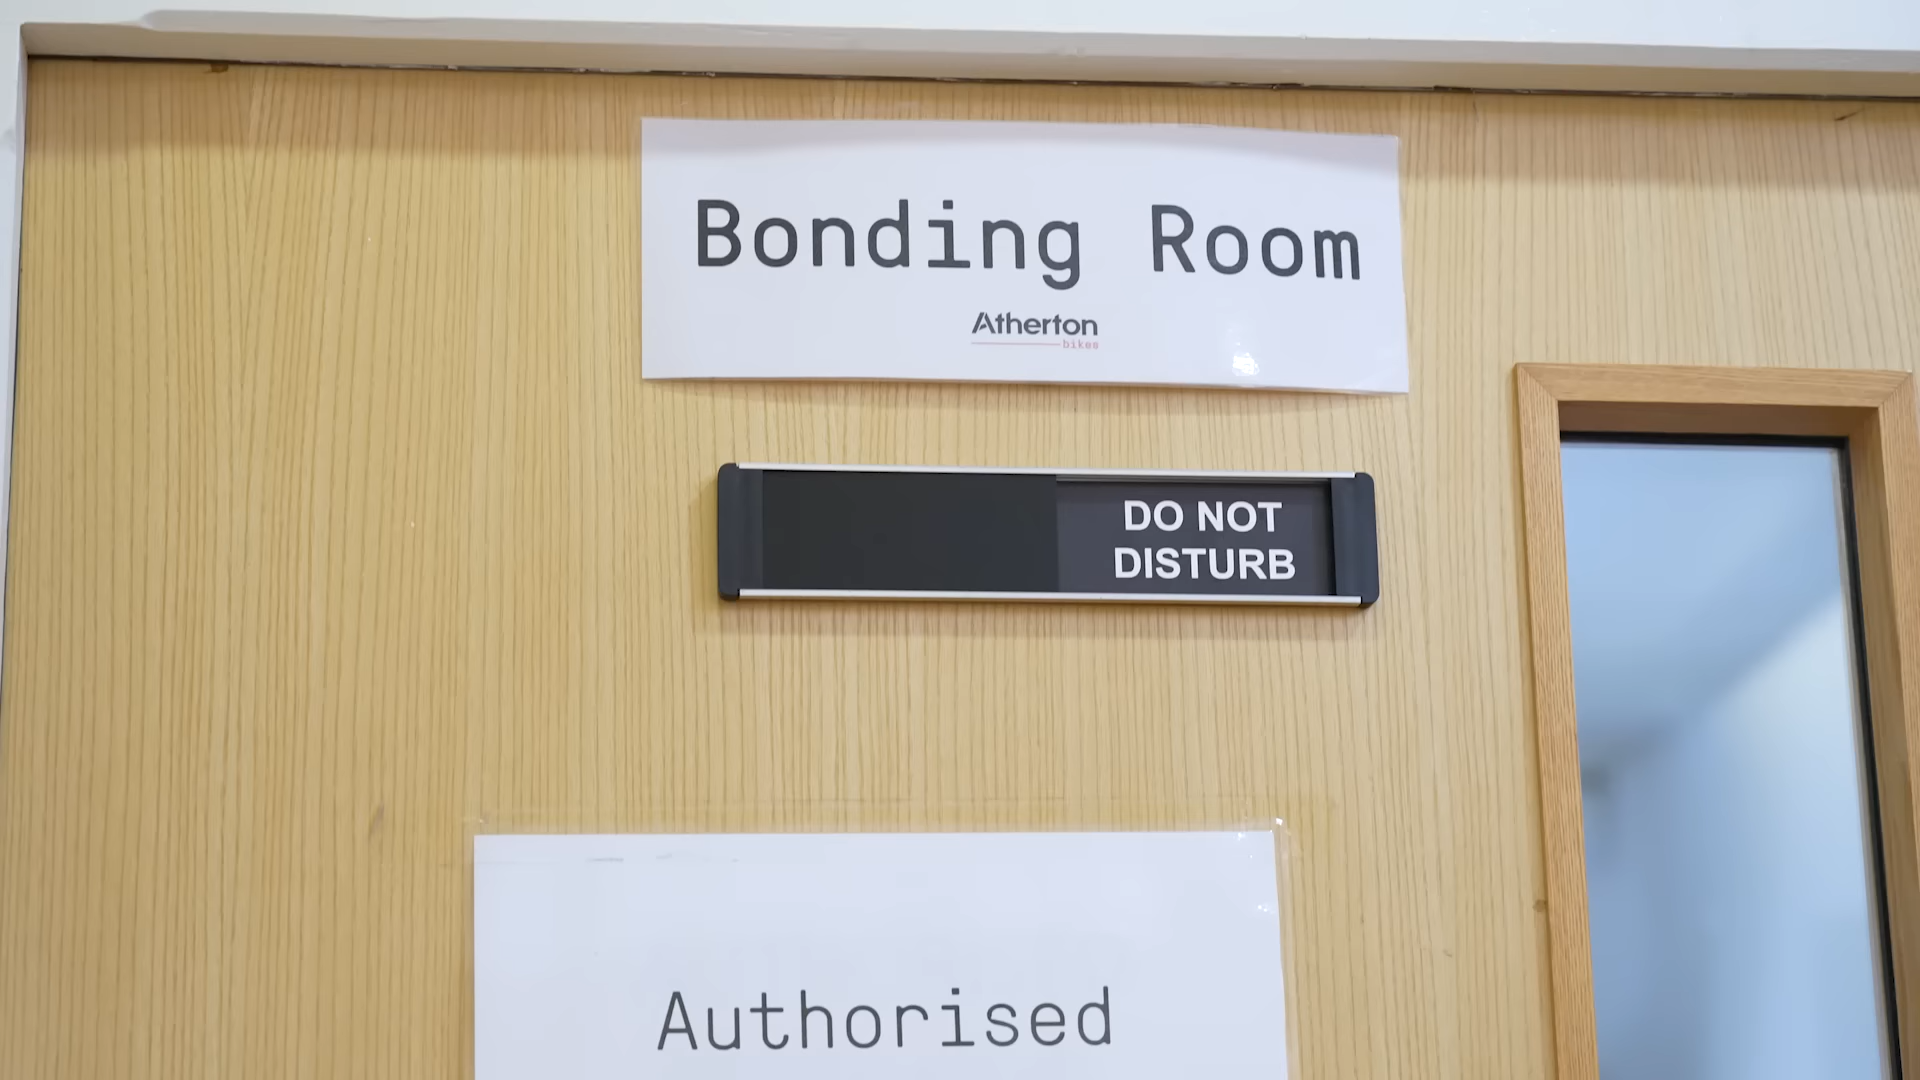 Bonding Room
Atherton
bikes
DO NOT
DISTURB
Authorised